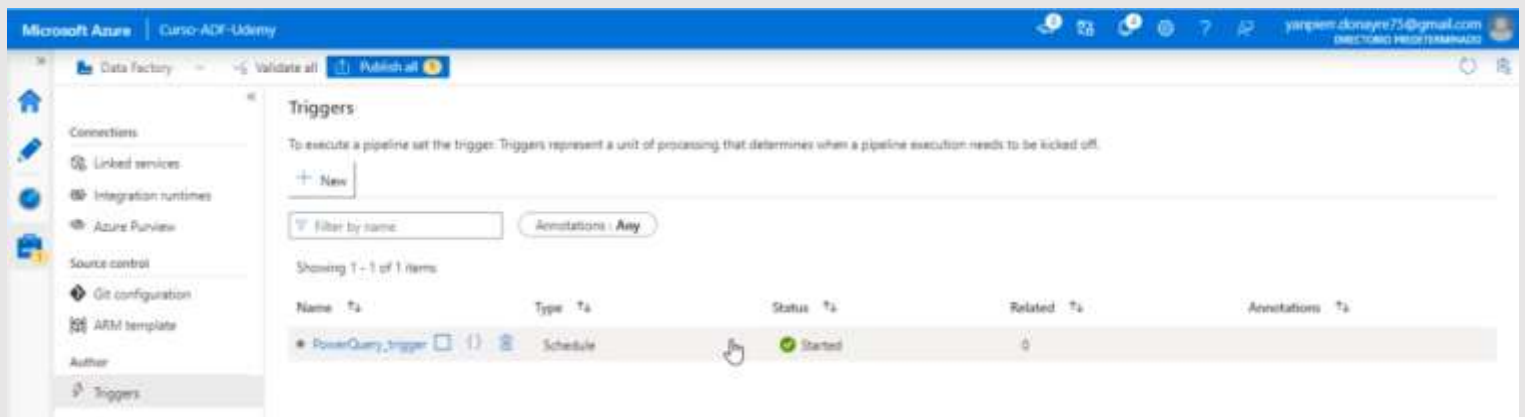 Microsoft Azure Curso-ADF-Udemy yanpierr.donayre75@gmail.com
DIRECTORIO PREDETERMINADO
Data Factory Validate all Publish all 1
Triggers
Connections
To execute a pipeline set the trigger. Triggers represent a unit of processing that determines when a pipeline execution needs to be kicked off.
Linked services
+ New
Integration runtimes
Azure Purview
Filter by name Annotations : Any
Source control
Showing 1 - 1 of 1 items
Git configuration
Name Type Status Related Annotations
ARM template
PowerQuery_trigger {} Schedule Started 0
Author
Triggers